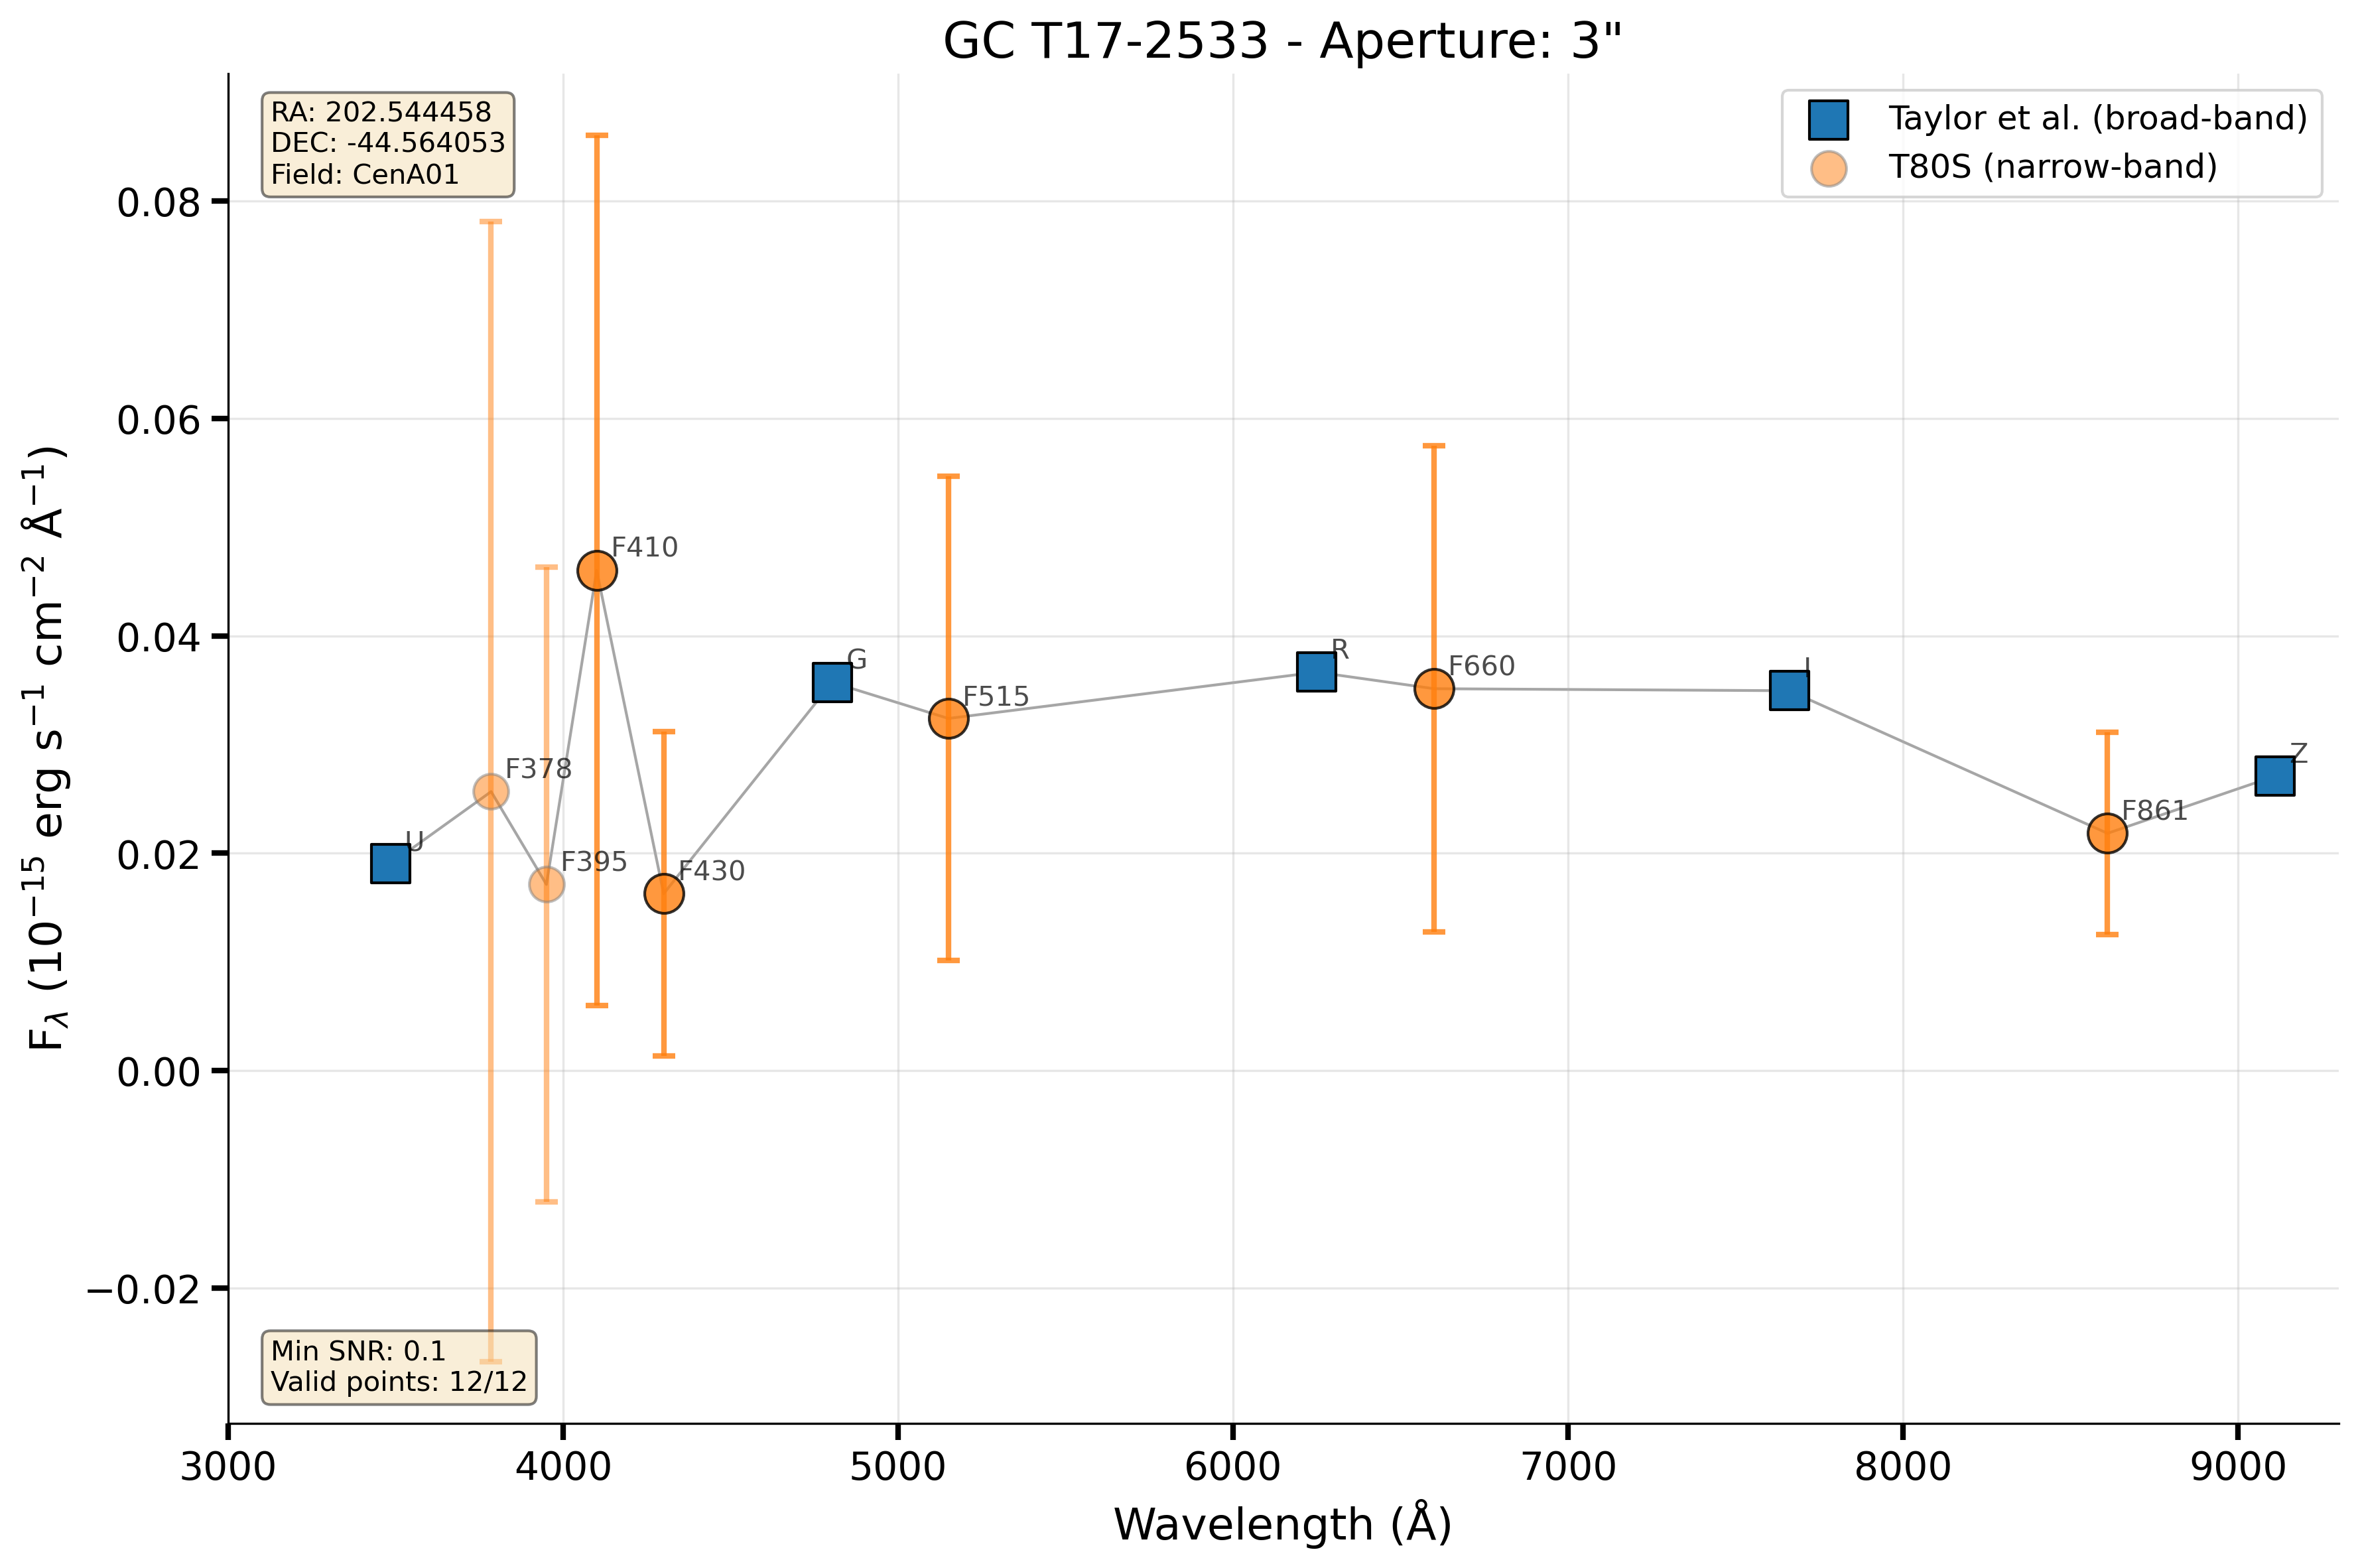 GC T17-2533 - Aperture: 3"
RA: 202.544458
DEC: -44.564053
Field: CenA01
Taylor et al. (broad-band)
T80S (narrow-band)
0.08
0.06
0.04
0.02
0.00
−0.02
F_λ (10⁻¹⁵ erg s⁻¹ cm⁻² Å⁻¹)
U
F378
F395
F410
F430
G
F515
R
F660
I
F861
Z
Min SNR: 0.1
Valid points: 12/12
3000 4000 5000 6000 7000 8000 9000
Wavelength (Å)